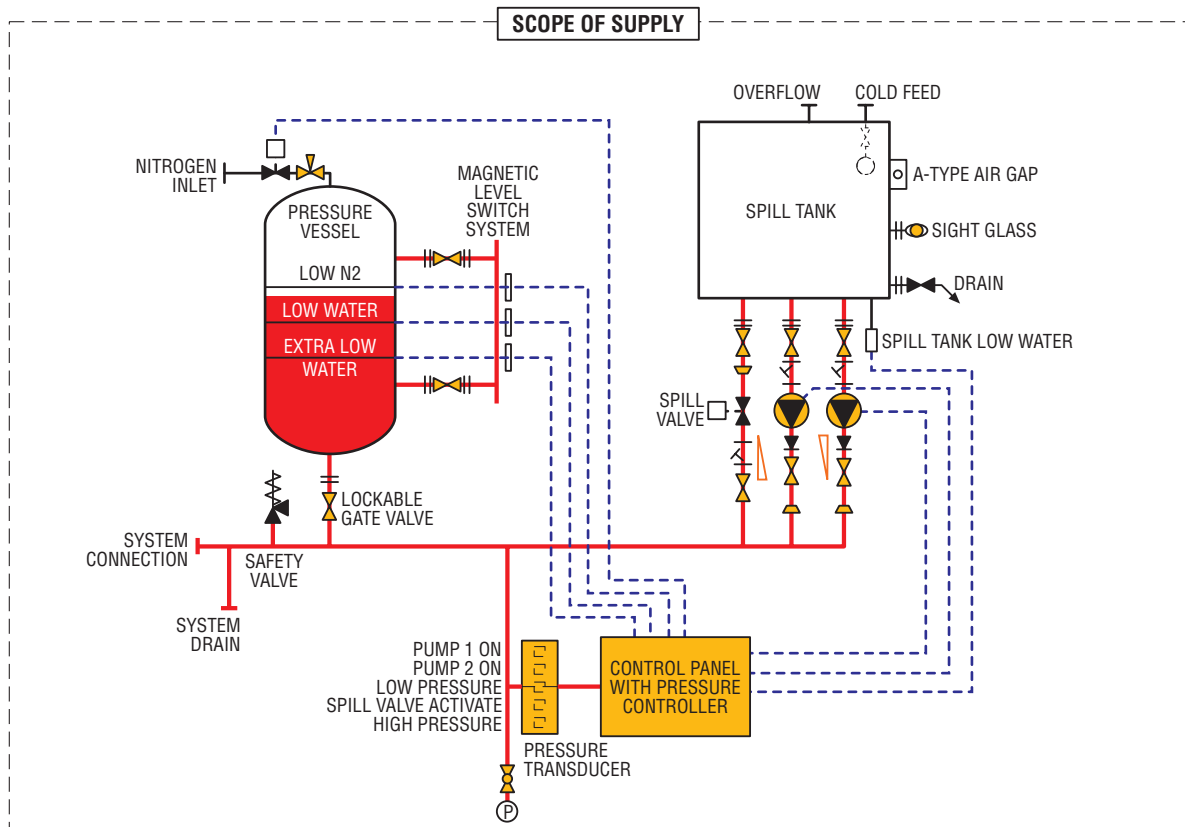 SCOPE OF SUPPLY
OVERFLOW
COLD FEED
NITROGEN
INLET
MAGNETIC
LEVEL
SWITCH
SYSTEM
A-TYPE AIR GAP
PRESSURE
VESSEL
SPILL TANK
SIGHT GLASS
LOW N2
DRAIN
LOW WATER
EXTRA LOW
WATER
SPILL TANK LOW WATER
SPILL
VALVE
LOCKABLE
GATE VALVE
SYSTEM
CONNECTION
SAFETY
VALVE
SYSTEM
DRAIN
PUMP 1 ON
PUMP 2 ON
LOW PRESSURE
SPILL VALVE ACTIVATE
HIGH PRESSURE
CONTROL PANEL
WITH PRESSURE
CONTROLLER
PRESSURE
TRANSDUCER
P